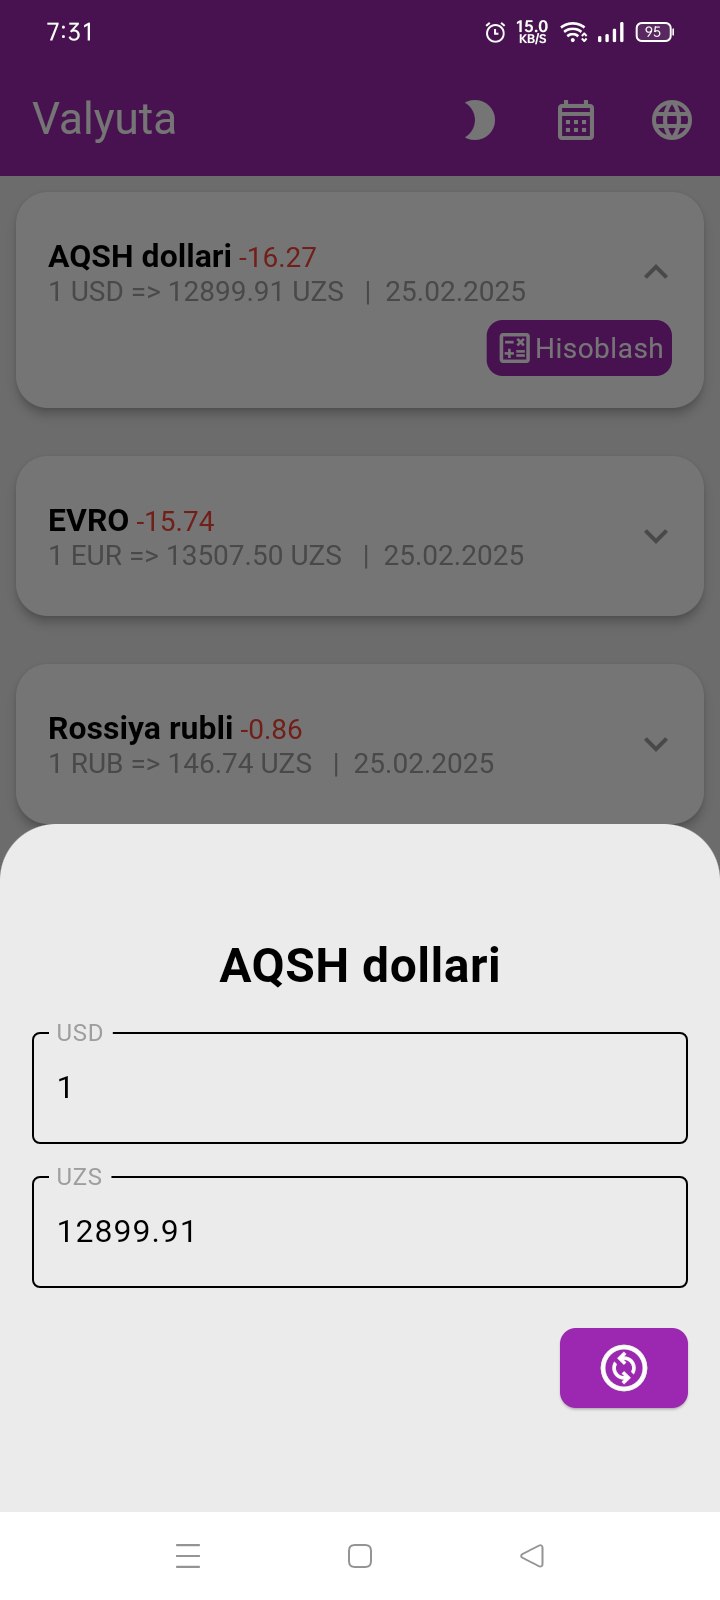 7:31 15.0 KB/S 95
Valyuta
AQSH dollari -16.27
1 USD => 12899.91 UZS | 25.02.2025
Hisoblash
EVRO -15.74
1 EUR => 13507.50 UZS | 25.02.2025
Rossiya rubli -0.86
1 RUB => 146.74 UZS | 25.02.2025
AQSH dollari
USD
1
UZS
12899.91